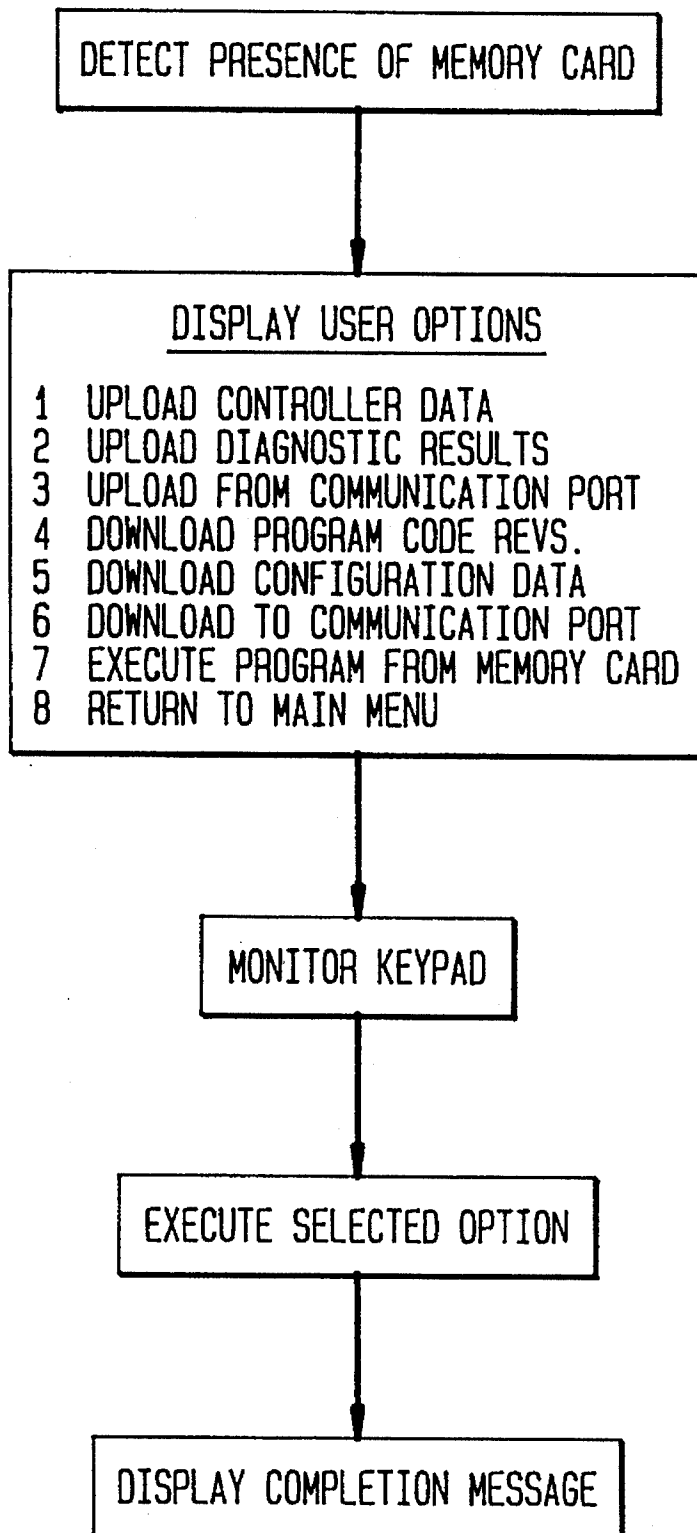 DETECT PRESENCE OF MEMORY CARD
DISPLAY USER OPTIONS
1 UPLOAD CONTROLLER DATA
2 UPLOAD DIAGNOSTIC RESULTS
3 UPLOAD FROM COMMUNICATION PORT
4 DOWNLOAD PROGRAM CODE REVS.
5 DOWNLOAD CONFIGURATION DATA
6 DOWNLOAD TO COMMUNICATION PORT
7 EXECUTE PROGRAM FROM MEMORY CARD
8 RETURN TO MAIN MENU
MONITOR KEYPAD
EXECUTE SELECTED OPTION
DISPLAY COMPLETION MESSAGE